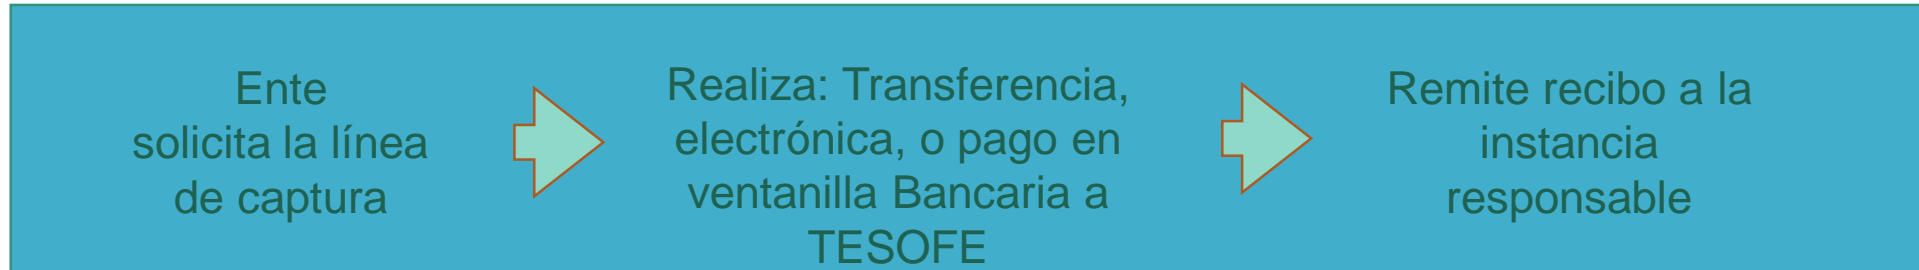 Ente
solicita la línea
de captura
Realiza: Transferencia,
electrónica, o pago en
ventanilla Bancaria a
TESOFE
Remite recibo a la
instancia
responsable